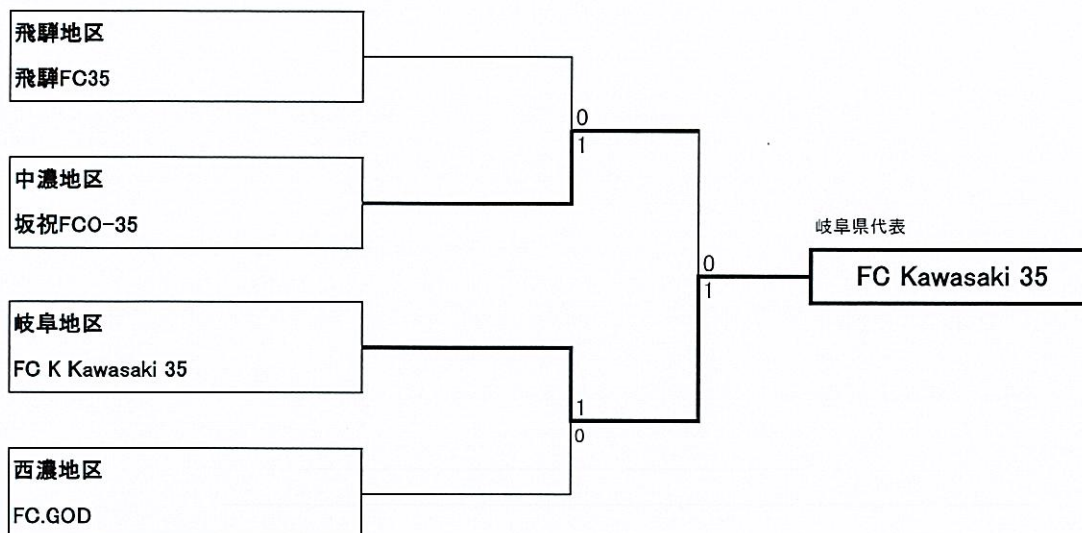 飛騨地区
飛騨FC35
0
1
中濃地区
坂祝FCO-35
岐阜県代表
0
1
FC Kawasaki 35
岐阜地区
FC K Kawasaki 35
1
0
西濃地区
FC.GOD